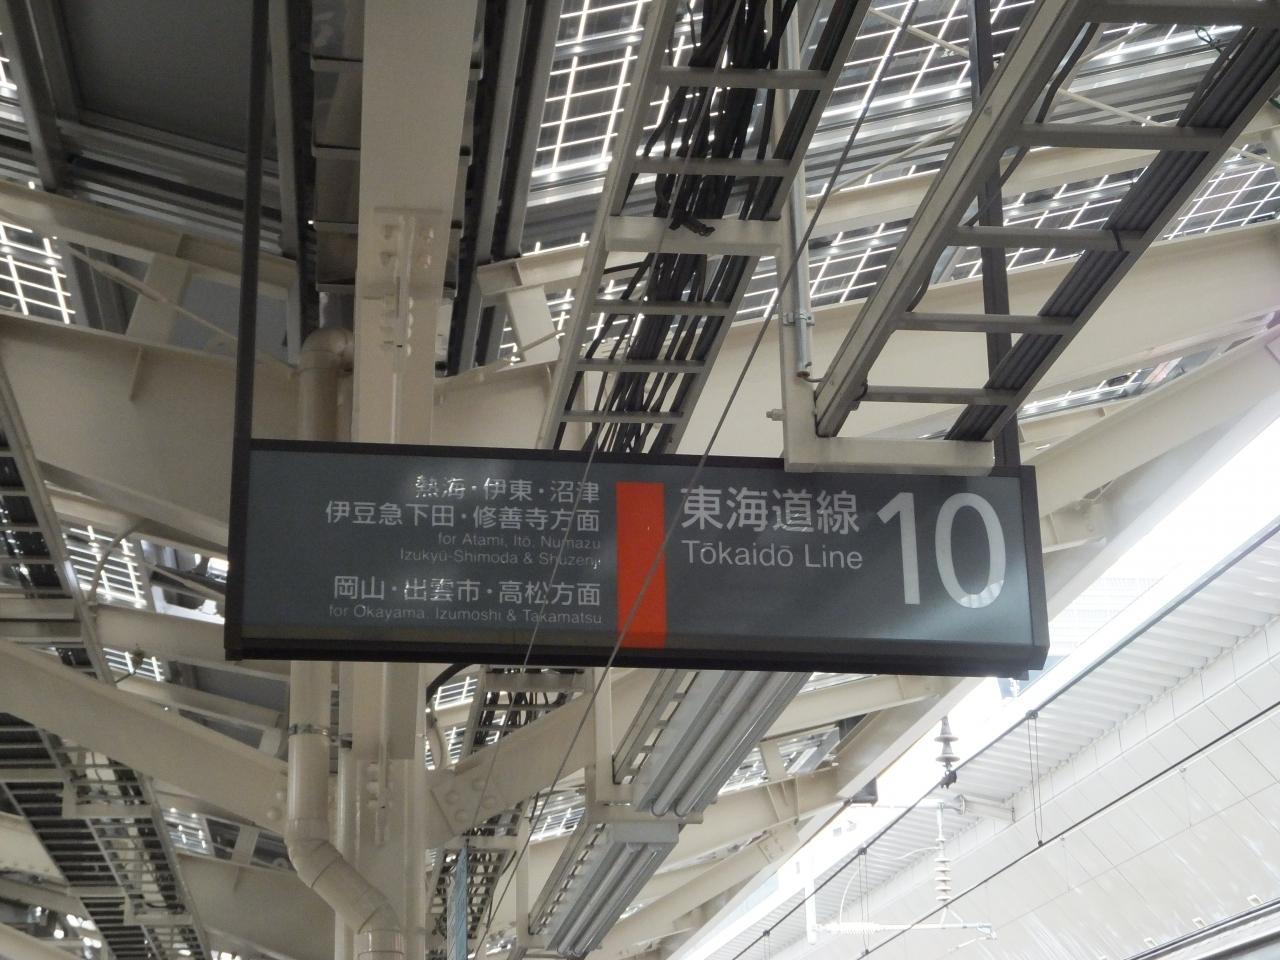 熱海・伊東・沼津
伊豆急下田・修善寺方面
for Atami, Itō, Numazu
Izukyū-Shimoda & Shuzenji
岡山・出雲市・高松方面
for Okayama, Izumoshi & Takamatsu
東海道線
Tōkaidō Line
10